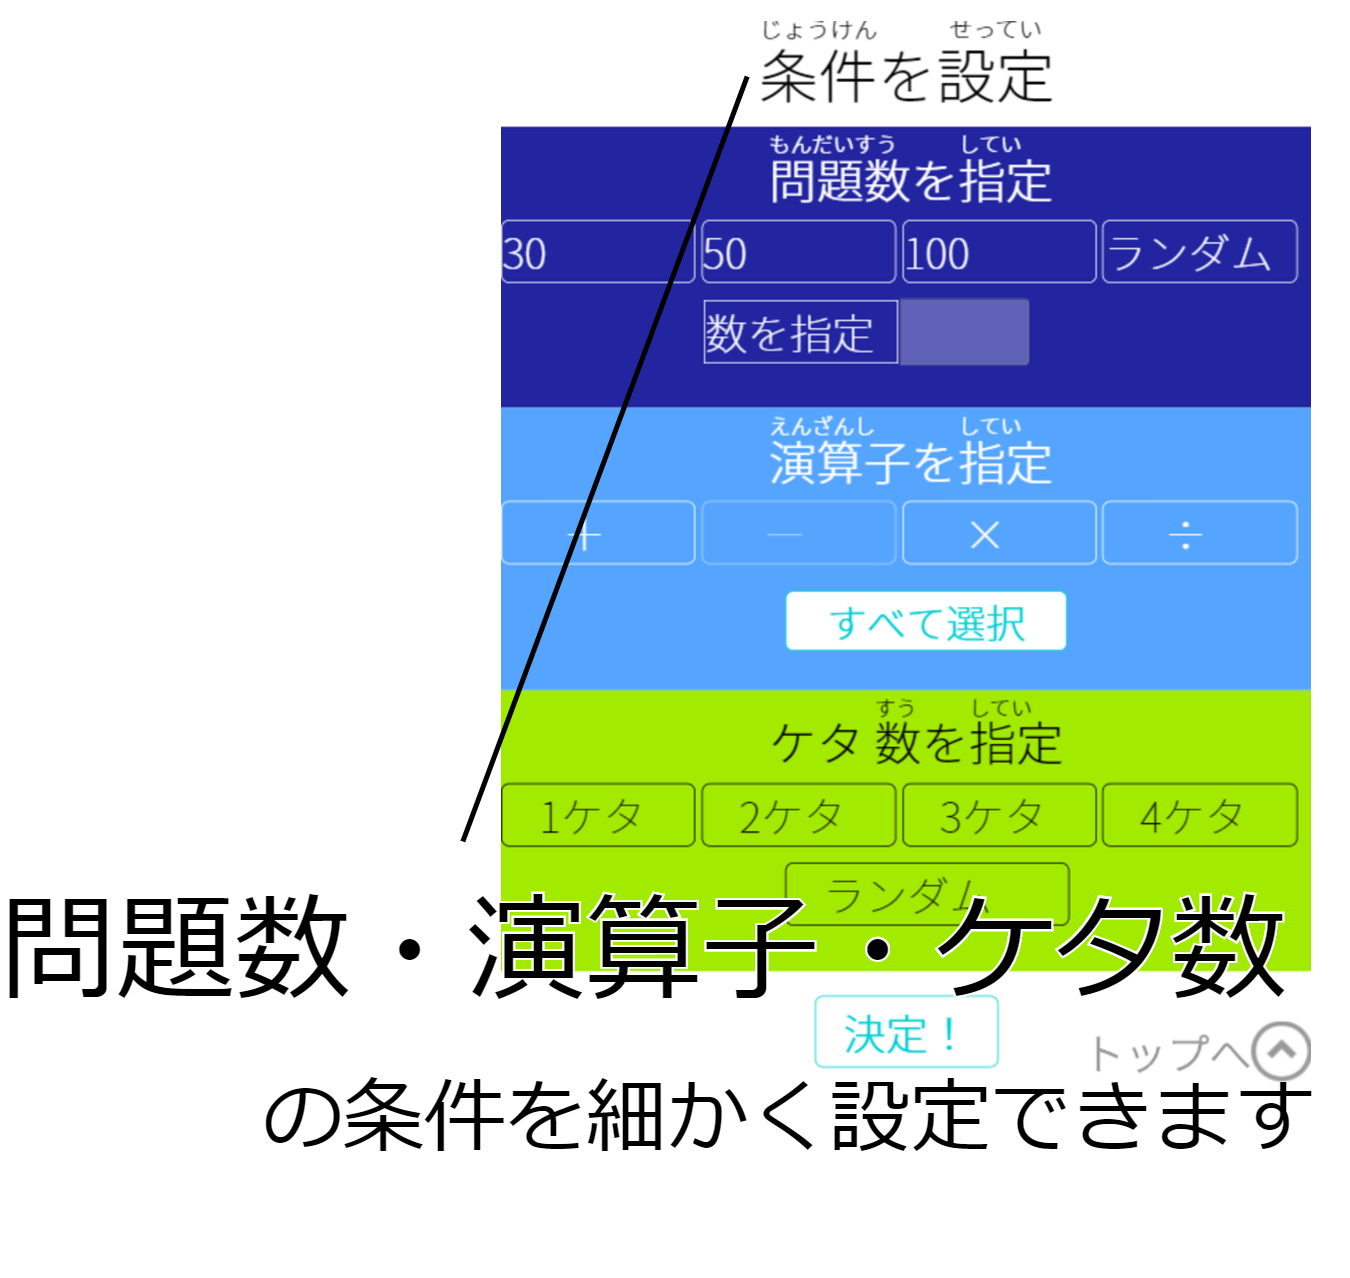 じょうけん せってい
条件を設定
もんだいすう してい
問題数を指定
30 50 100 ランダム
数を指定
えんざんし してい
演算子を指定
＋ － × ÷
すべて選択
すう してい
ケタ数を指定
1ケタ 2ケタ 3ケタ 4ケタ
ランダム
問題数・演算子・ケタ数
決定！
トップへ
の条件を細かく設定できます